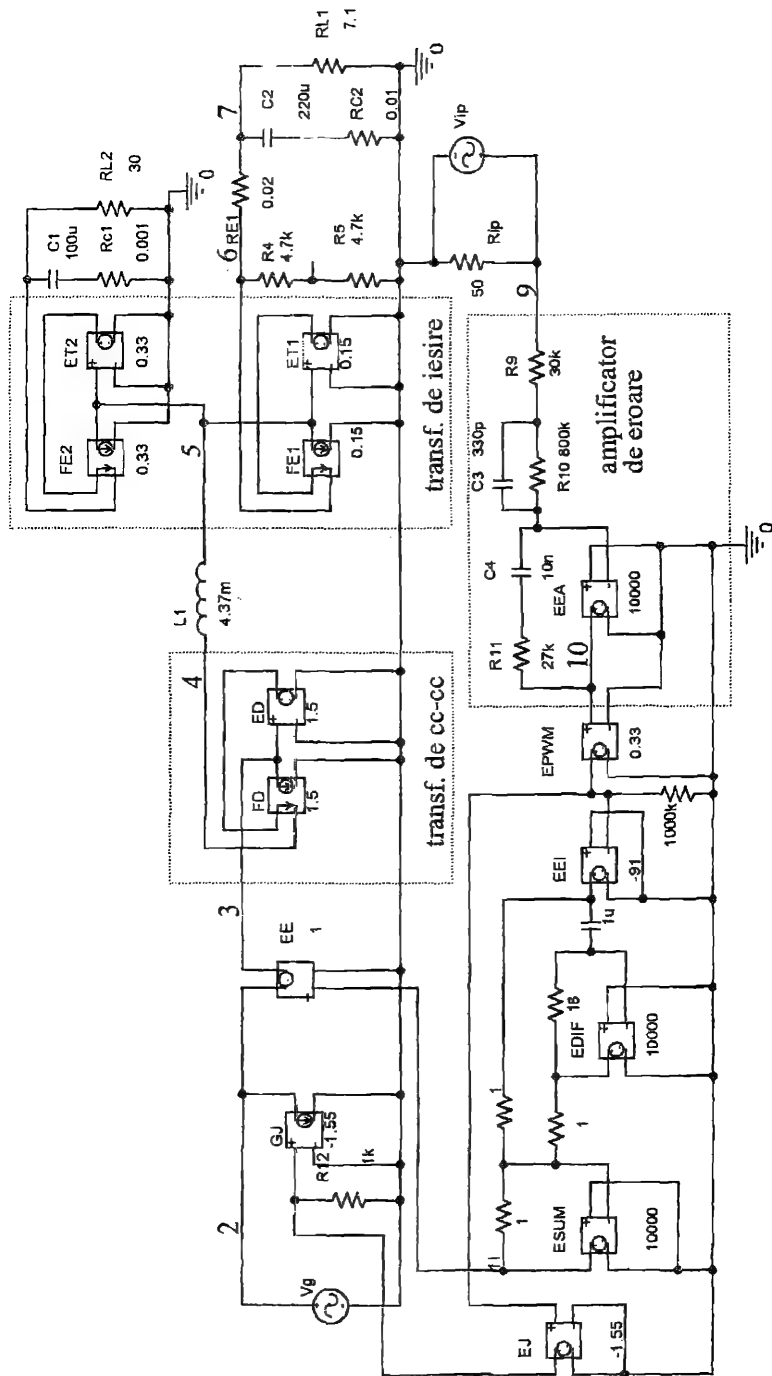 RL1
7.1
0
7
C2
220u
RC2
0.01
Vip
RL2
30
0
C1
100u
Rc1
0.001
RE1
0.02
6
R4
4.7k
R5
4.7k
Rip
50
9
ET2
0.33
FE2
0.33
ET1
0.15
FE1
0.15
5
transf. de iesire
L1
4.37m
4
ED
1.5
FD
1.5
transf. de cc-cc
3
EE
1
GJ
-1.55
R12
1k
2
Vg
R9
30k
C3
330p
R10 800k
C4
10n
EEA
10000
R11
27k
10
amplificator
de eroare
0
EPWM
0.33
1000k
EEI
-91
1u
18
EDIF
10000
1
1
1
11
ESUM
10000
EJ
-1.55